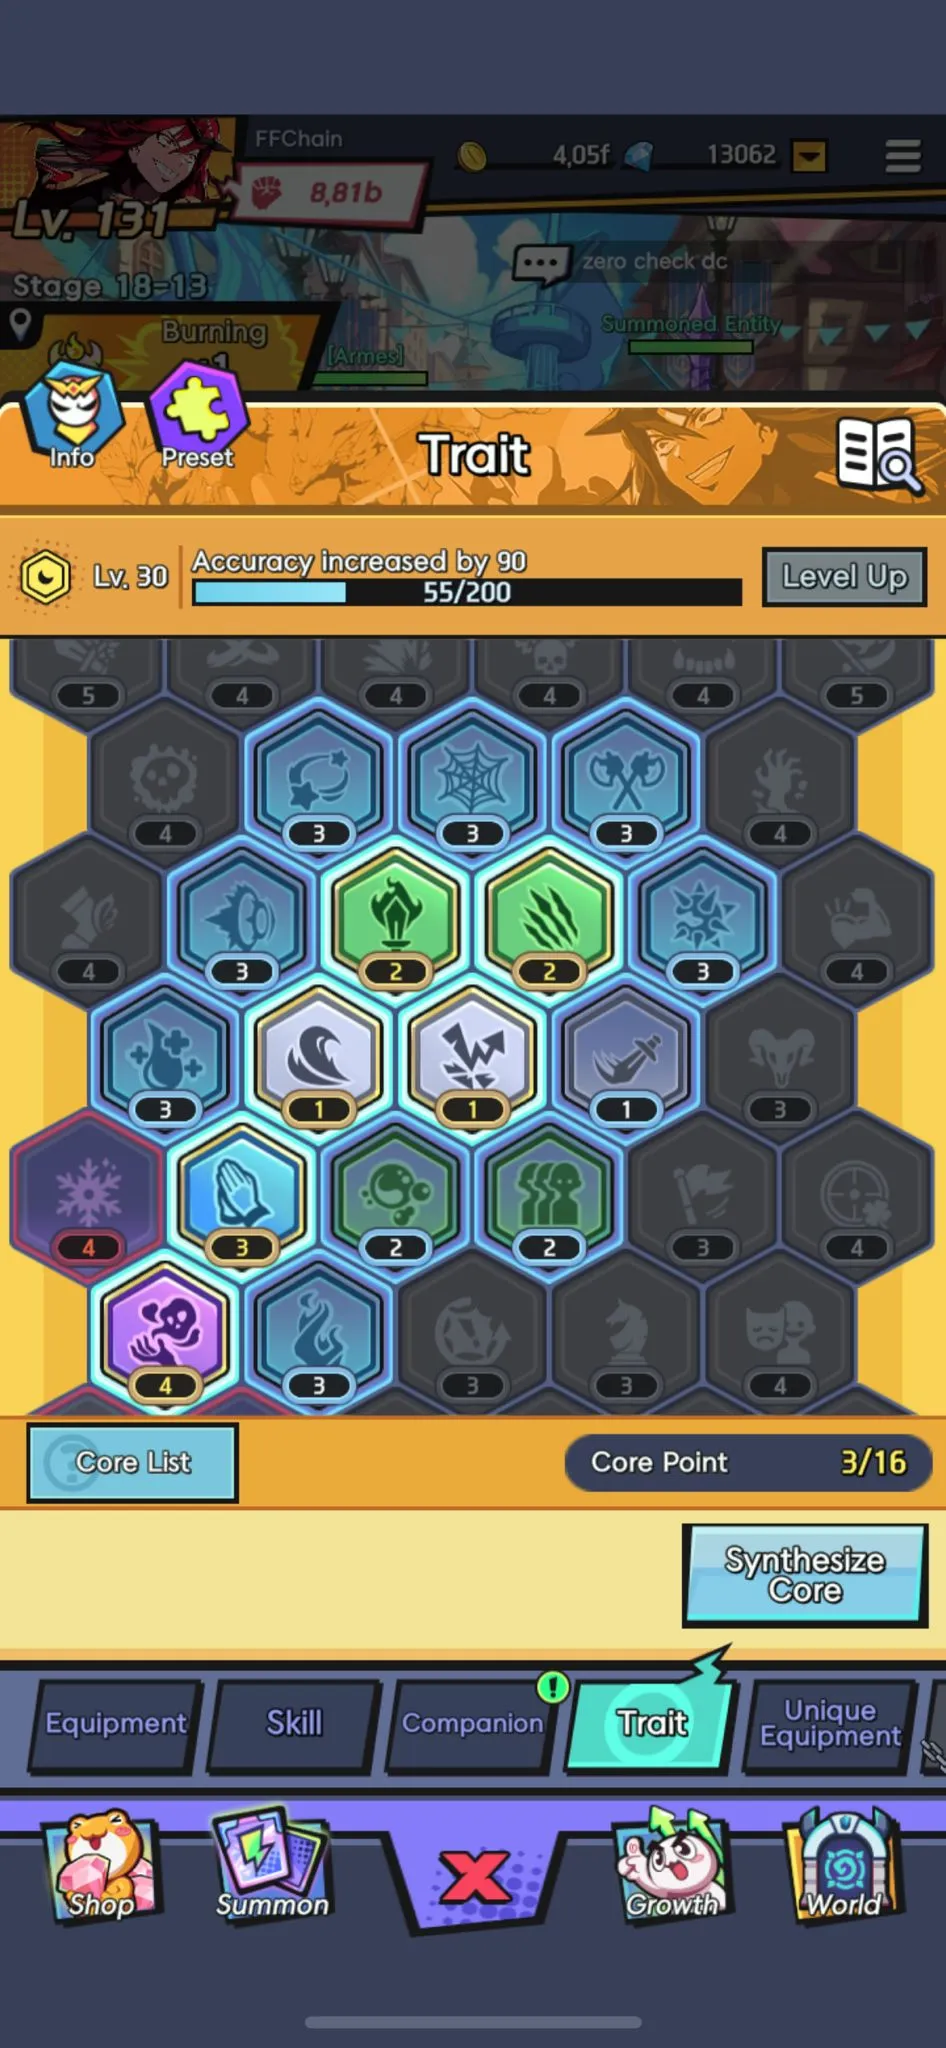 FFChain
4,05f
13062
8,81b
Lv. 131
zero check dc
Stage 18-13
Burning
Summoned Entity
[Armes]
Info
Preset
Trait
Lv. 30
Accuracy increased by 90
55/200
Level Up
5
4
4
4
4
5
4
3
3
3
4
4
3
2
2
3
4
3
1
1
1
3
4
3
2
2
3
4
4
3
3
3
4
Core List
Core Point
3/16
Synthesize
Core
Equipment
Skill
Companion
Trait
Unique
Equipment
Shop
Summon
Growth
World